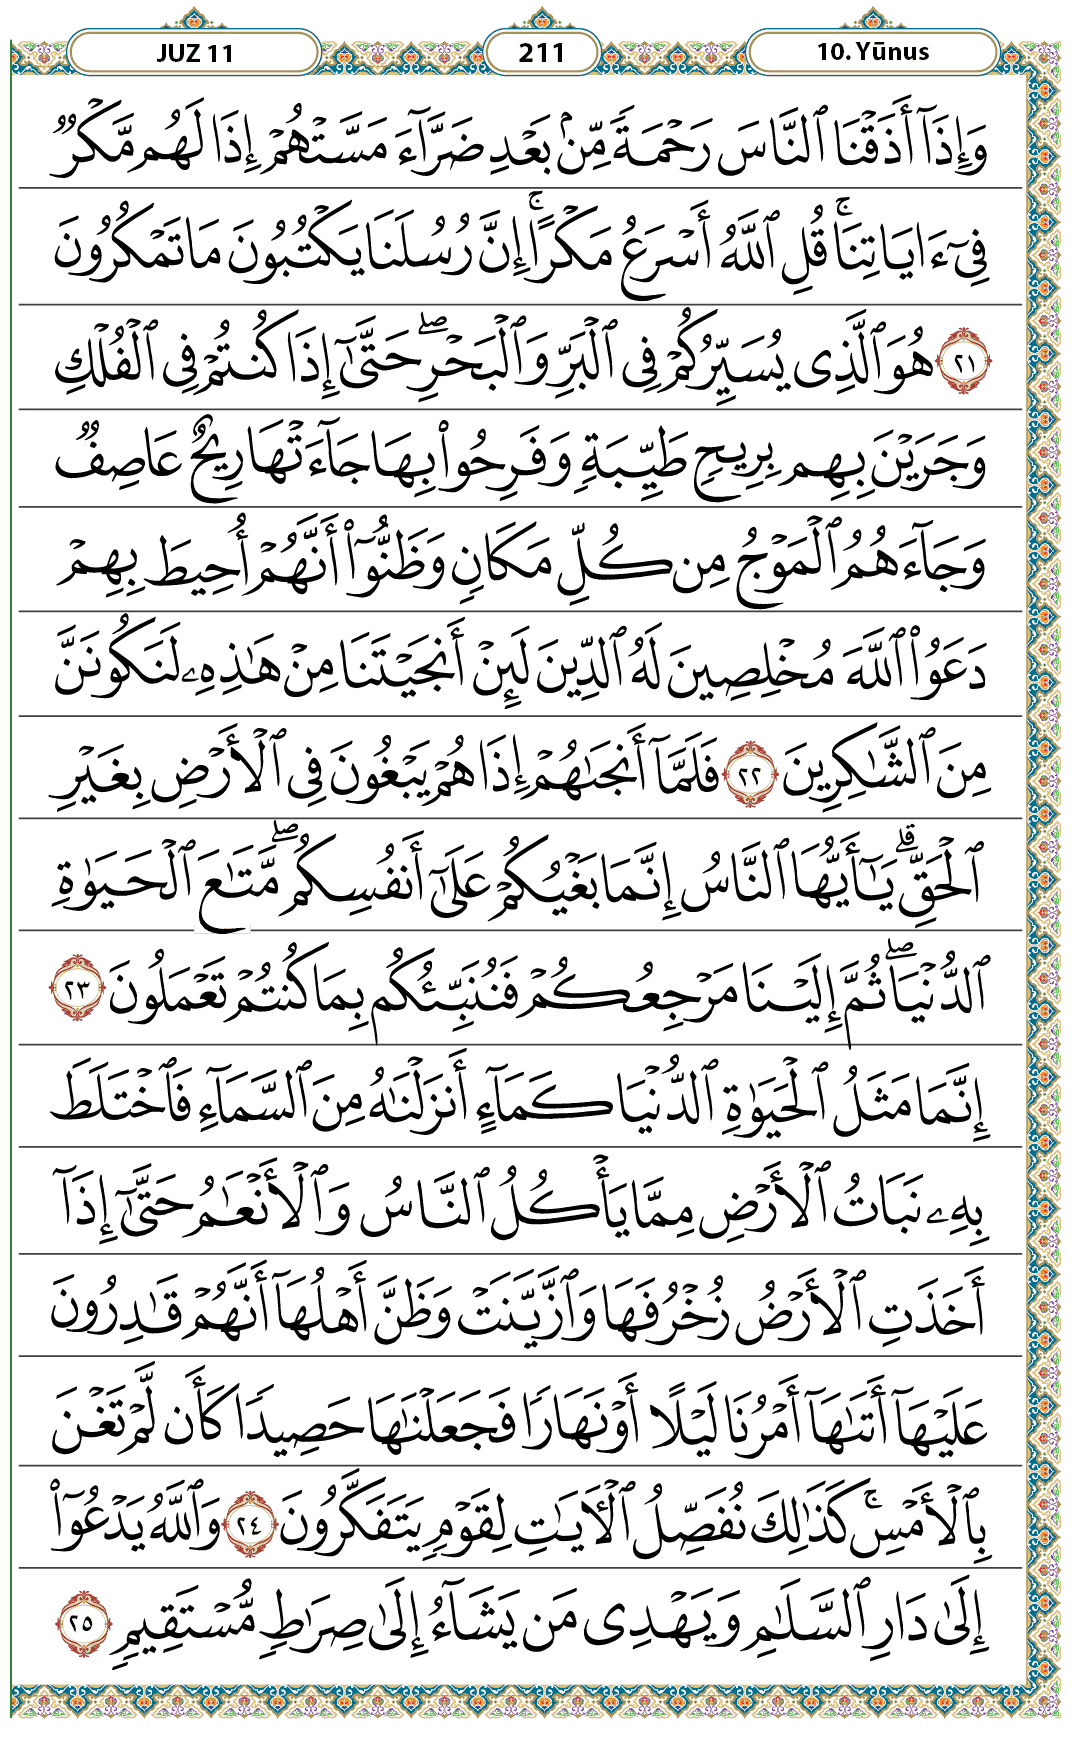 JUZ 11 211 10. Yūnus
وَإِذَآ أَذَقْنَا ٱلنَّاسَ رَحْمَةً مِّنۢ بَعْدِ ضَرَّآءَ مَسَّتْهُمْ إِذَا لَهُم مَّكْرٌ
فِىٓ ءَايَاتِنَا ۚ قُلِ ٱللَّهُ أَسْرَعُ مَكْرًا ۚ إِنَّ رُسُلَنَا يَكْتُبُونَ مَا تَمْكُرُونَ
٢١ هُوَ ٱلَّذِى يُسَيِّرُكُمْ فِى ٱلْبَرِّ وَٱلْبَحْرِ ۖ حَتَّىٰٓ إِذَا كُنتُمْ فِى ٱلْفُلْكِ
وَجَرَيْنَ بِهِم بِرِيحٍ طَيِّبَةٍ وَفَرِحُوا۟ بِهَا جَآءَتْهَا رِيحٌ عَاصِفٌ
وَجَآءَهُمُ ٱلْمَوْجُ مِن كُلِّ مَكَانٍ وَظَنُّوٓا۟ أَنَّهُمْ أُحِيطَ بِهِمْ
دَعَوُا۟ ٱللَّهَ مُخْلِصِينَ لَهُ ٱلدِّينَ لَئِنْ أَنجَيْتَنَا مِنْ هَـٰذِهِۦ لَنَكُونَنَّ
مِنَ ٱلشَّـٰكِرِينَ ٢٢ فَلَمَّآ أَنجَىٰهُمْ إِذَا هُمْ يَبْغُونَ فِى ٱلْأَرْضِ بِغَيْرِ
ٱلْحَقِّ ۗ يَـٰٓأَيُّهَا ٱلنَّاسُ إِنَّمَا بَغْيُكُمْ عَلَىٰٓ أَنفُسِكُم ۖ مَّتَـٰعَ ٱلْحَيَوٰةِ
ٱلدُّنْيَا ۖ ثُمَّ إِلَيْنَا مَرْجِعُكُمْ فَنُنَبِّئُكُم بِمَا كُنتُمْ تَعْمَلُونَ ٢٣
إِنَّمَا مَثَلُ ٱلْحَيَوٰةِ ٱلدُّنْيَا كَمَآءٍ أَنزَلْنَـٰهُ مِنَ ٱلسَّمَآءِ فَٱخْتَلَطَ
بِهِۦ نَبَاتُ ٱلْأَرْضِ مِمَّا يَأْكُلُ ٱلنَّاسُ وَٱلْأَنْعَـٰمُ حَتَّىٰٓ إِذَآ
أَخَذَتِ ٱلْأَرْضُ زُخْرُفَهَا وَٱزَّيَّنَتْ وَظَنَّ أَهْلُهَآ أَنَّهُمْ قَـٰدِرُونَ
عَلَيْهَآ أَتَىٰهَآ أَمْرُنَا لَيْلًا أَوْ نَهَارًا فَجَعَلْنَـٰهَا حَصِيدًا كَأَن لَّمْ تَغْنَ
بِٱلْأَمْسِ ۚ كَذَٰلِكَ نُفَصِّلُ ٱلْـَٔايَـٰتِ لِقَوْمٍ يَتَفَكَّرُونَ ٢٤ وَٱللَّهُ يَدْعُوٓا۟
إِلَىٰ دَارِ ٱلسَّلَـٰمِ وَيَهْدِى مَن يَشَآءُ إِلَىٰ صِرَٰطٍ مُّسْتَقِيمٍ ٢٥